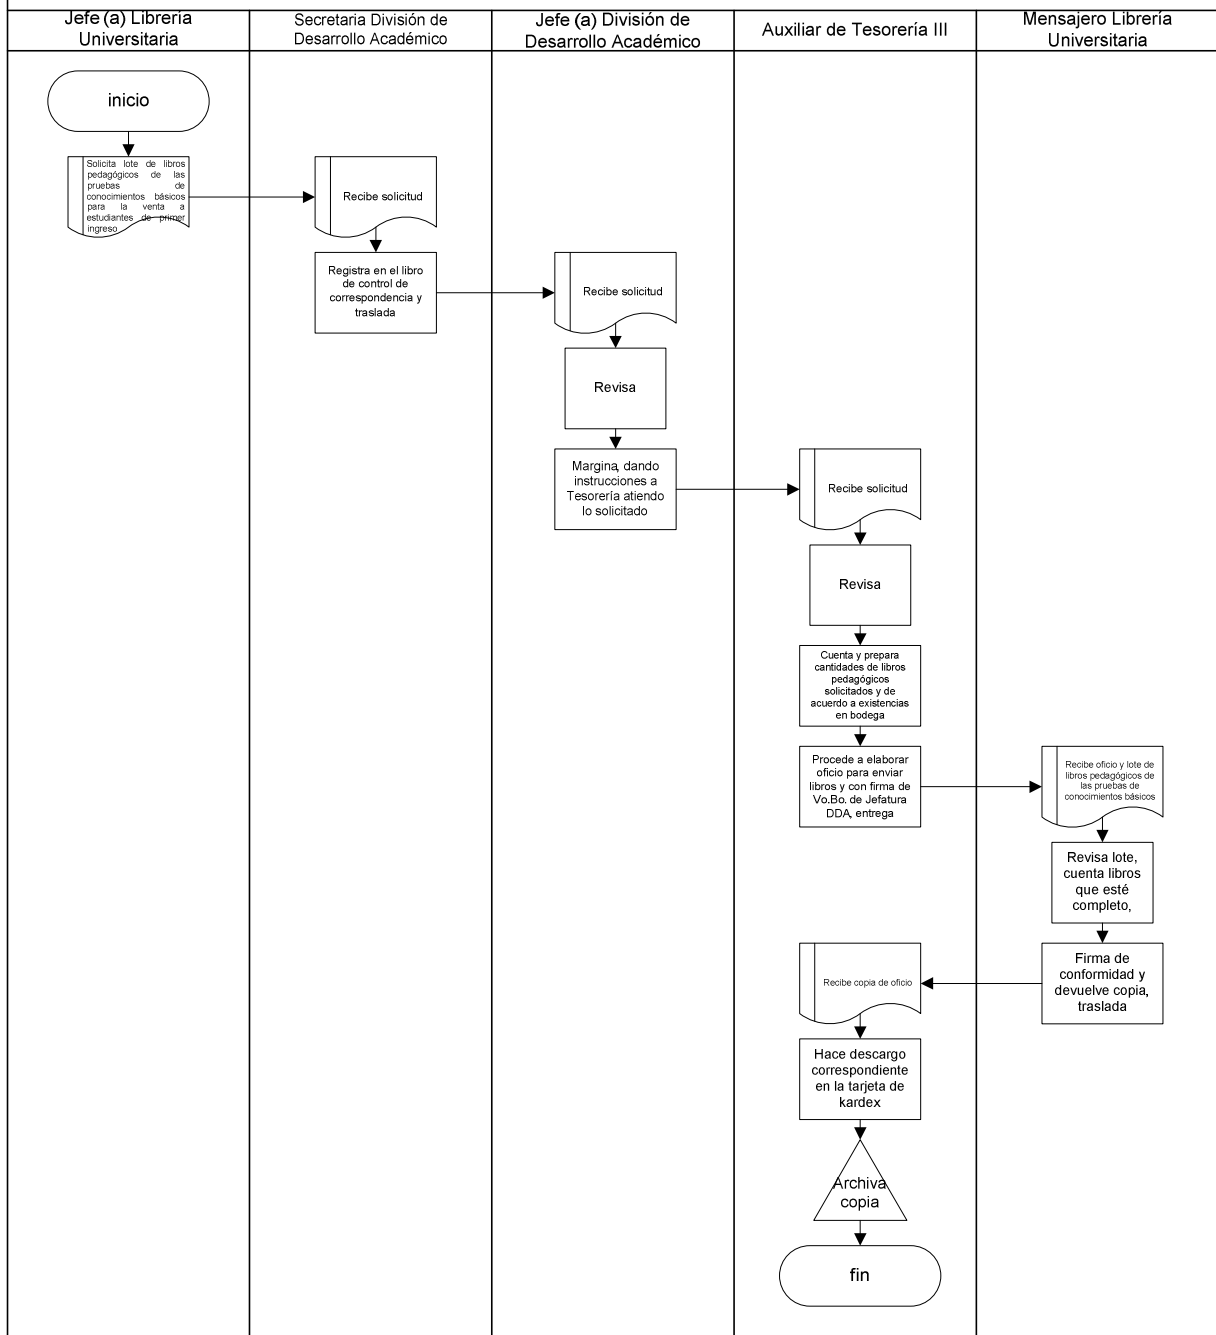 Jefe (a) Librería
Universitaria
Secretaria División de
Desarrollo Académico
Jefe (a) División de
Desarrollo Académico
Auxiliar de Tesorería III
Mensajero Librería
Universitaria
inicio
Solicita lote de libros
pedagógicos de las
pruebas de
conocimientos básicos
para la venta a
estudiantes de primer
ingreso
Recibe solicitud
Registra en el libro
de control de
correspondencia y
traslada
Recibe solicitud
Revisa
Margina, dando
instrucciones a
Tesorería atiendo
lo solicitado
Recibe solicitud
Revisa
Cuenta y prepara
cantidades de libros
pedagógicos
solicitados y de
acuerdo a existencias
en bodega
Procede a elaborar
oficio para enviar
libros y con firma de
Vo.Bo. de Jefatura
DDA, entrega
Recibe oficio y lote de
libros pedagógicos de
las pruebas de
conocimientos básicos
Revisa lote,
cuenta libros
que esté
completo,
Firma de
conformidad y
devuelve copia,
traslada
Recibe copia de oficio
Hace descargo
correspondiente
en la tarjeta de
kardex
Archiva
copia
fin